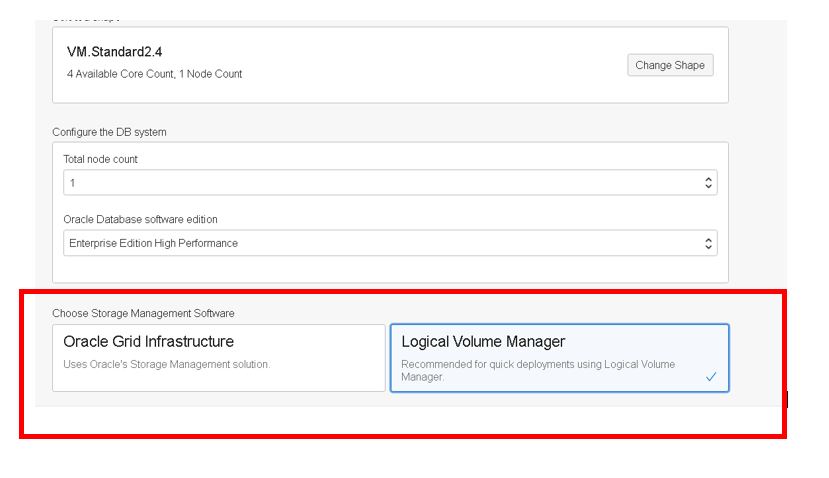 VM.Standard2.4
4 Available Core Count, 1 Node Count
Change Shape
Configure the DB system
Total node count
1
Oracle Database software edition
Enterprise Edition High Performance
Choose Storage Management Software
Oracle Grid Infrastructure
Uses Oracle's Storage Management solution.
Logical Volume Manager
Recommended for quick deployments using Logical Volume
Manager.